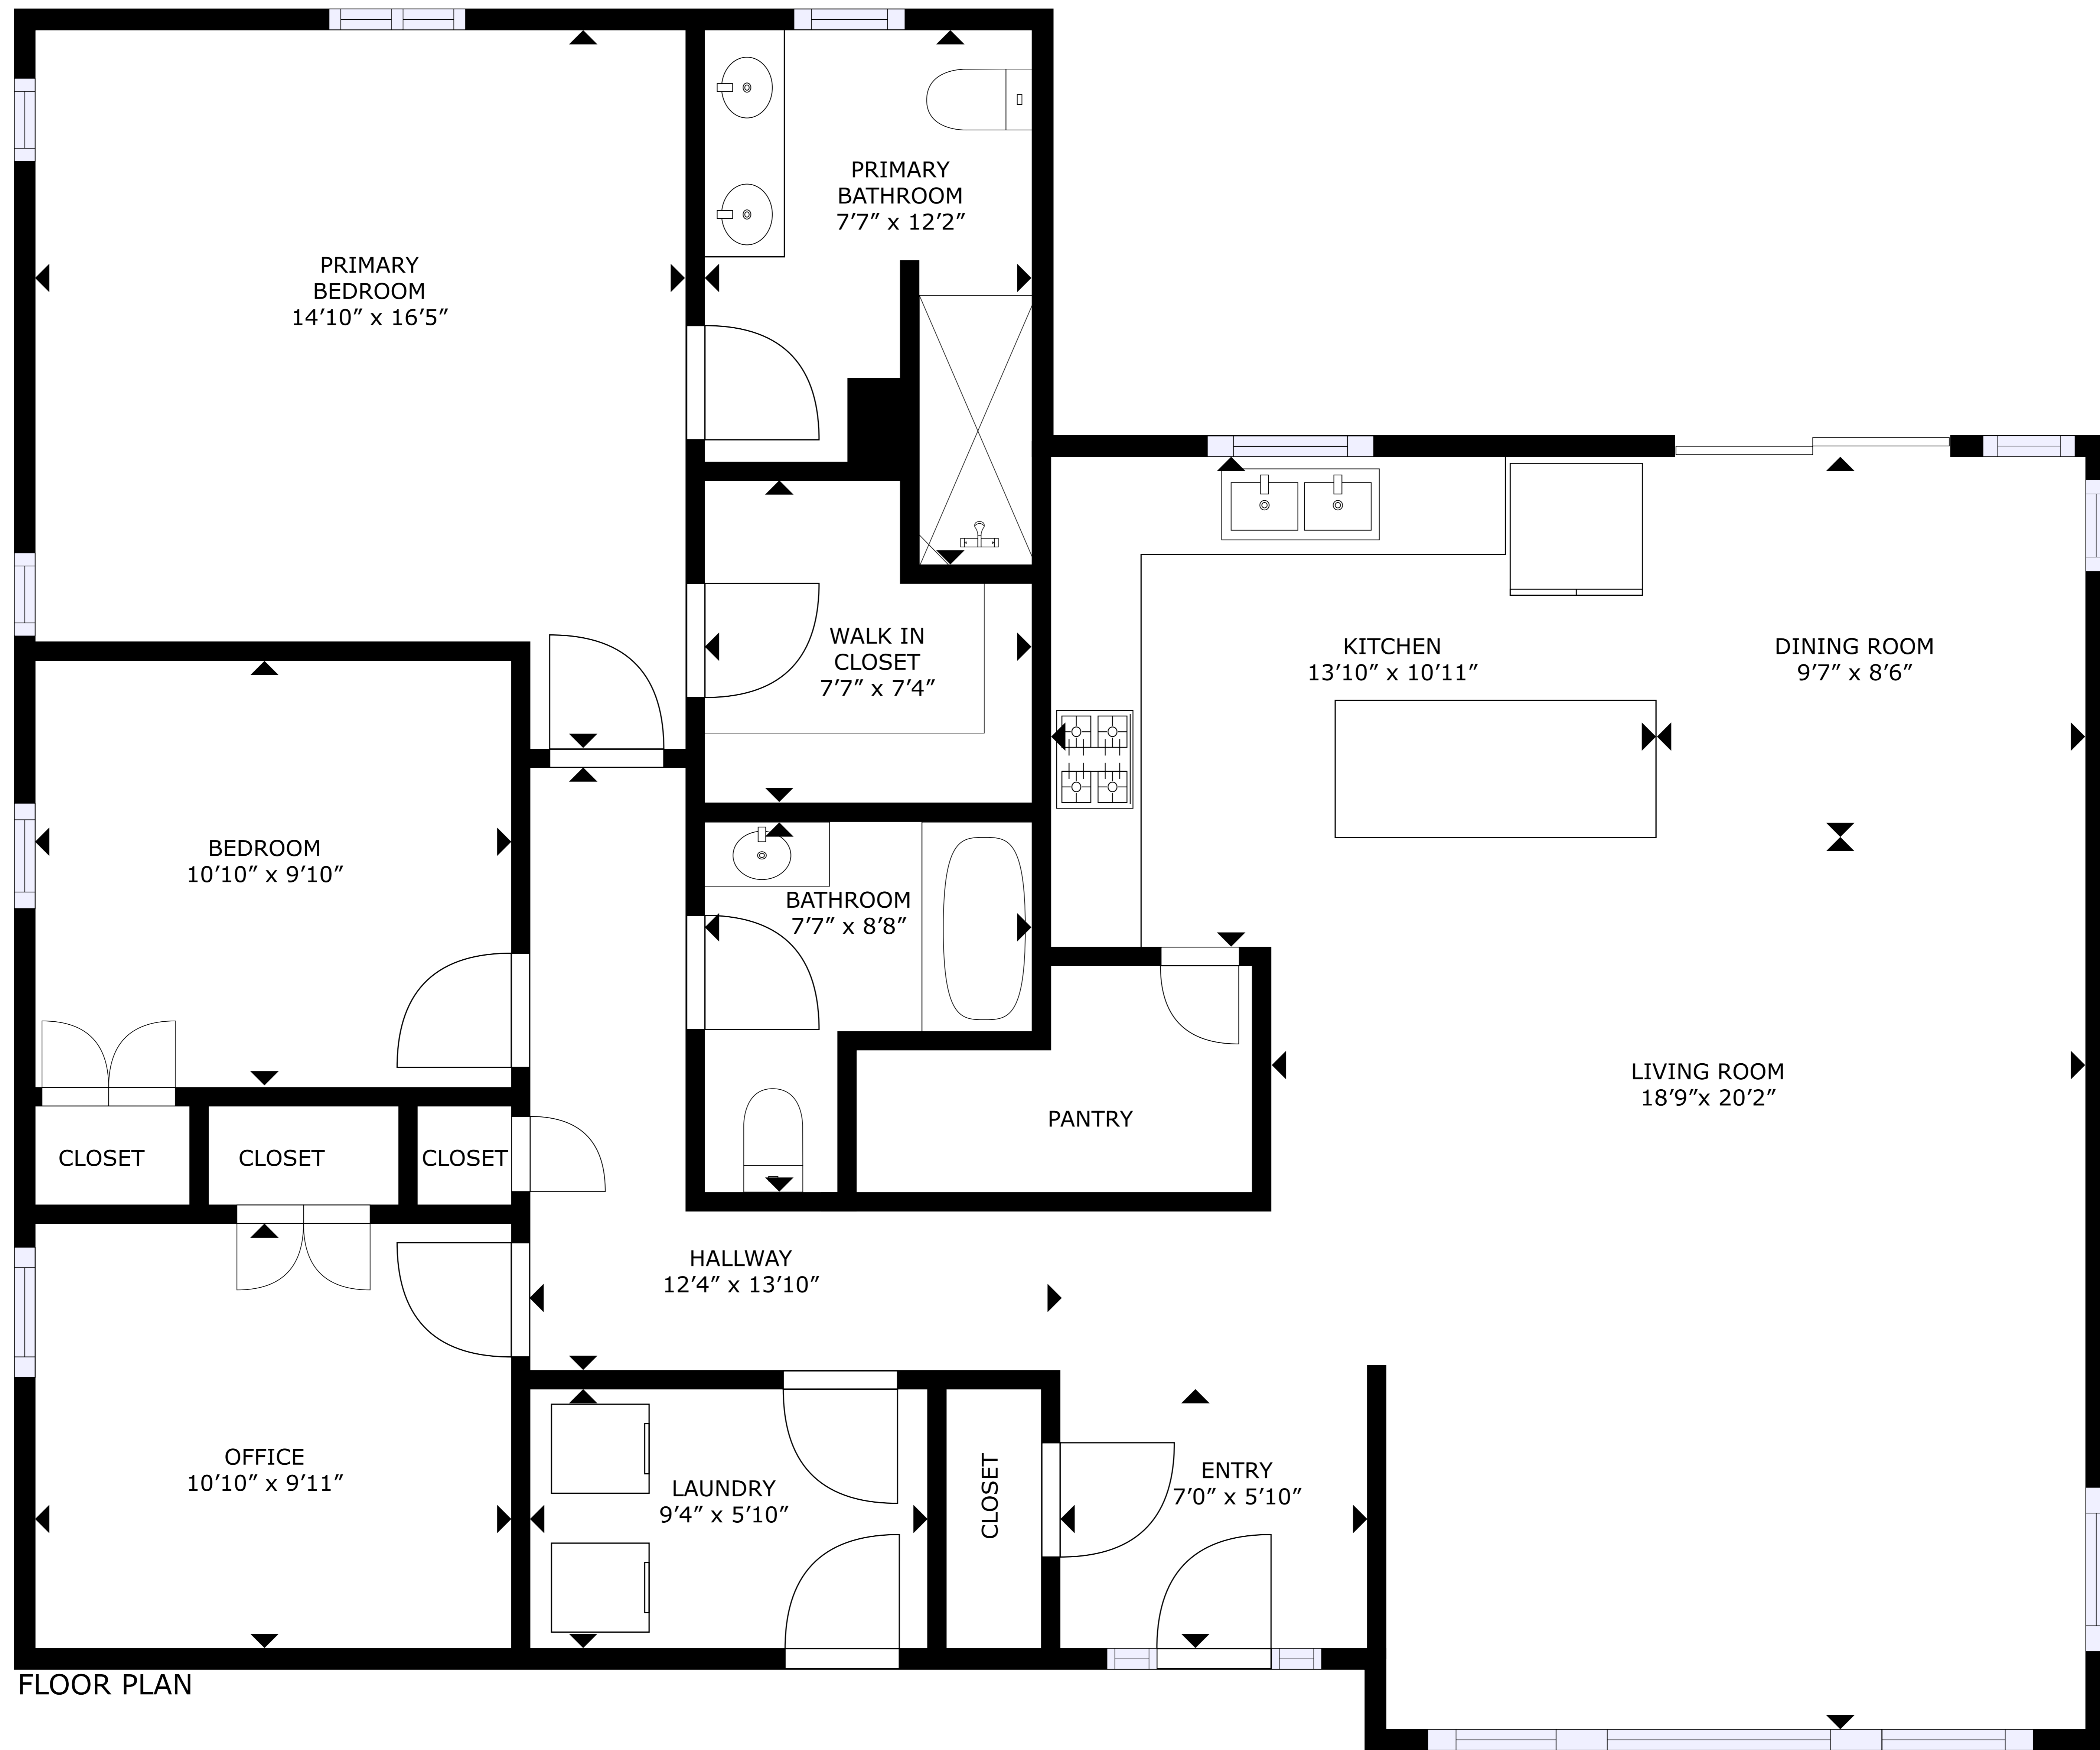 PRIMARY
BATHROOM
7'7" x 12'2"
PRIMARY
BEDROOM
14'10" x 16'5"
WALK IN
CLOSET
7'7" x 7'4"
KITCHEN
13'10" x 10'11"
DINING ROOM
9'7" x 8'6"
BEDROOM
10'10" x 9'10"
BATHROOM
7'7" x 8'8"
LIVING ROOM
18'9"x 20'2"
PANTRY
CLOSET
CLOSET
CLOSET
HALLWAY
12'4" x 13'10"
OFFICE
10'10" x 9'11"
LAUNDRY
9'4" x 5'10"
CLOSET
ENTRY
7'0" x 5'10"
FLOOR PLAN